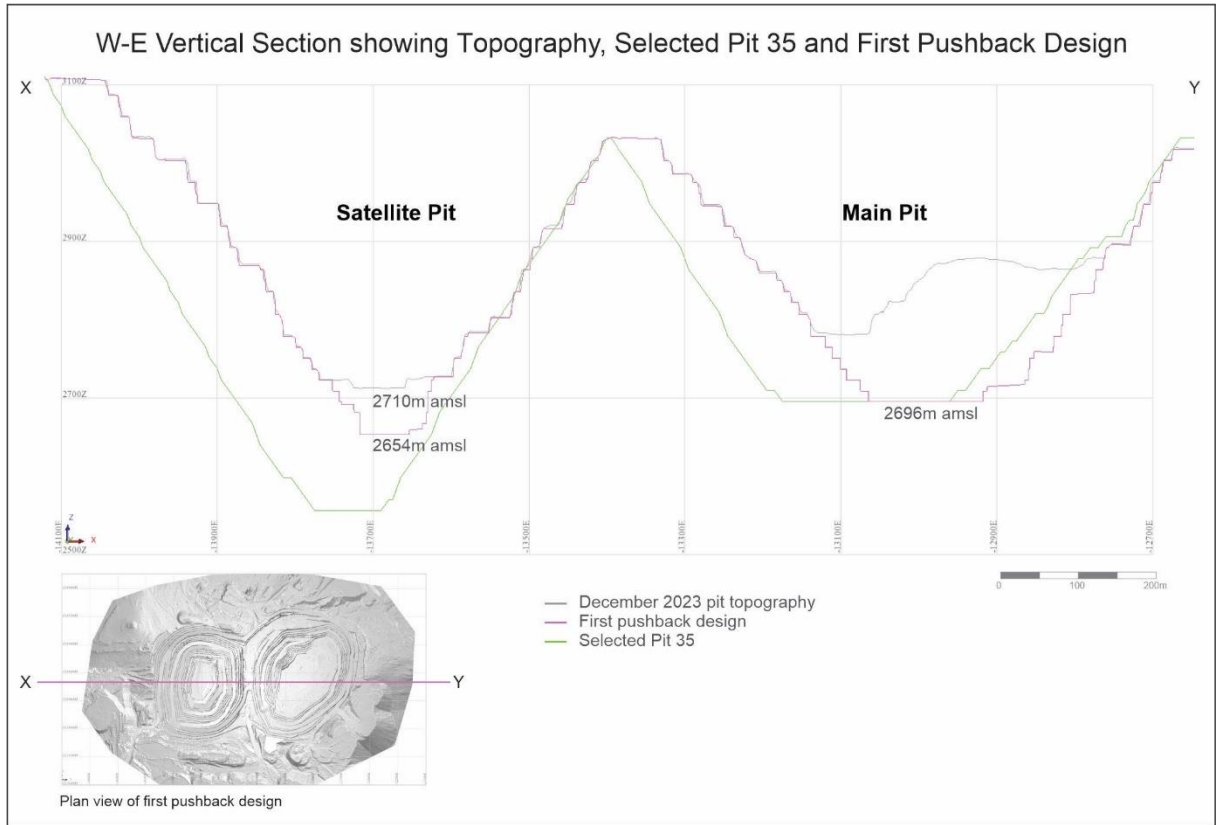 W-E Vertical Section showing Topography, Selected Pit 35 and First Pushback Design
X
3100Z
Y
Satellite Pit
Main Pit
2900Z
2700Z
2710m amsl
2696m amsl
2654m amsl
Z
X
2500Z
-14100E
-13900E
-13700E
-13500E
-13300E
-13100E
-12900E
-12700E
0
100
200m
December 2023 pit topography
First pushback design
Selected Pit 35
X
Y
Plan view of first pushback design